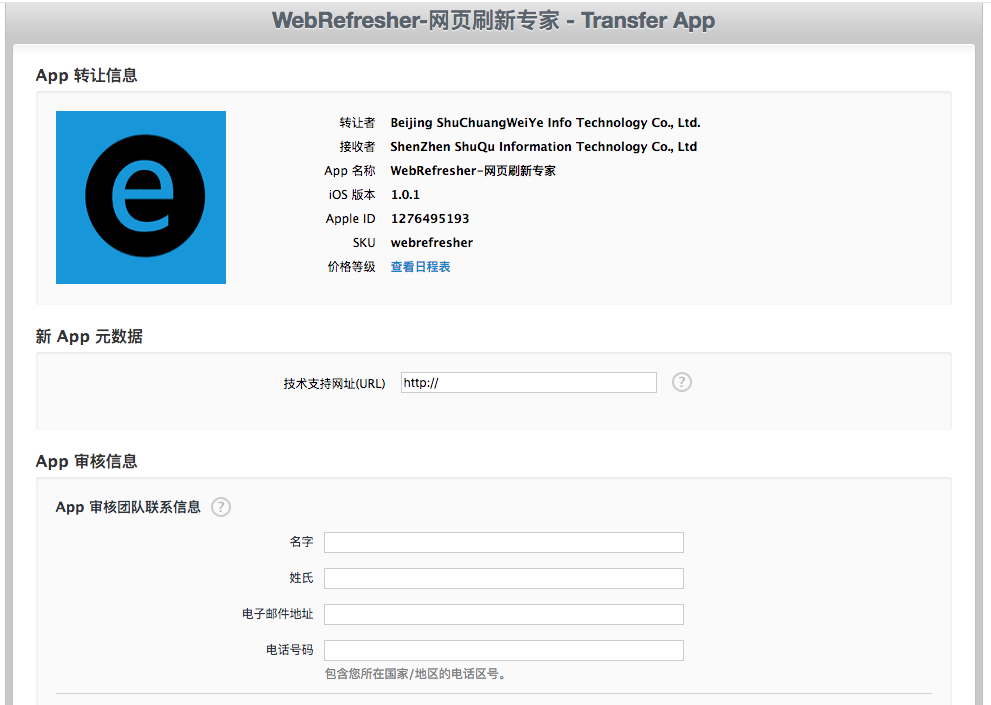 WebRefresher-网页刷新专家 - Transfer App
App 转让信息
e
转让者 Beijing ShuChuangWeiYe Info Technology Co., Ltd.
接收者 ShenZhen ShuQu Information Technology Co., Ltd
App 名称 WebRefresher-网页刷新专家
iOS 版本 1.0.1
Apple ID 1276495193
SKU webrefresher
价格等级 查看日程表
新 App 元数据
技术支持网址(URL) http:// ?
App 审核信息
App 审核团队联系信息 ?
名字
姓氏
电子邮件地址
电话号码
包含您所在国家/地区的电话区号。